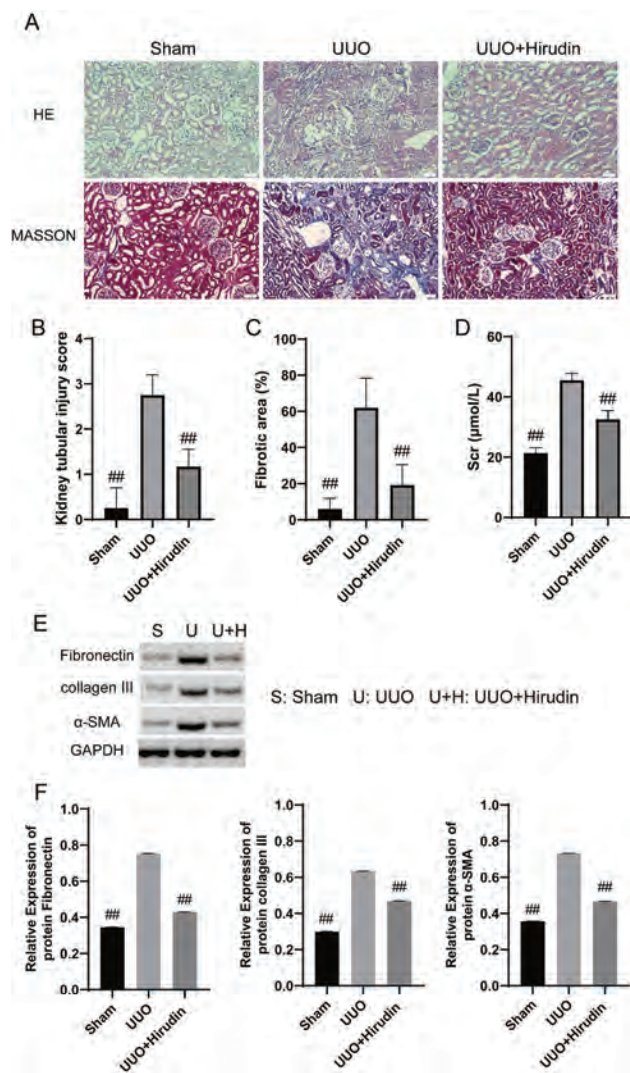 A
Sham UUO UUO+Hirudin
HE
MASSON
B
Kidney tubular injury score
4
3
2
1
0
##
##
Sham
UUO
UUO+Hirudin
C
Fibrotic area (%)
100
80
60
40
20
0
##
##
Sham
UUO
UUO+Hirudin
D
Scr (μmol/L)
60
40
20
0
##
##
Sham
UUO
UUO+Hirudin
E
S U U+H
Fibronectin
collagen III
α-SMA
GAPDH
S: Sham U: UUO U+H: UUO+Hirudin
F
Relative Expression of
protein Fibronectin
1.0
0.8
0.6
0.4
0.2
0.0
##
##
Sham
UUO
UUO+Hirudin
Relative Expression of
protein collagen III
1.0
0.8
0.6
0.4
0.2
0.0
##
##
Sham
UUO
UUO+Hirudin
Relative Expression of
protein α-SMA
1.0
0.8
0.6
0.4
0.2
0.0
##
##
Sham
UUO
UUO+Hirudin